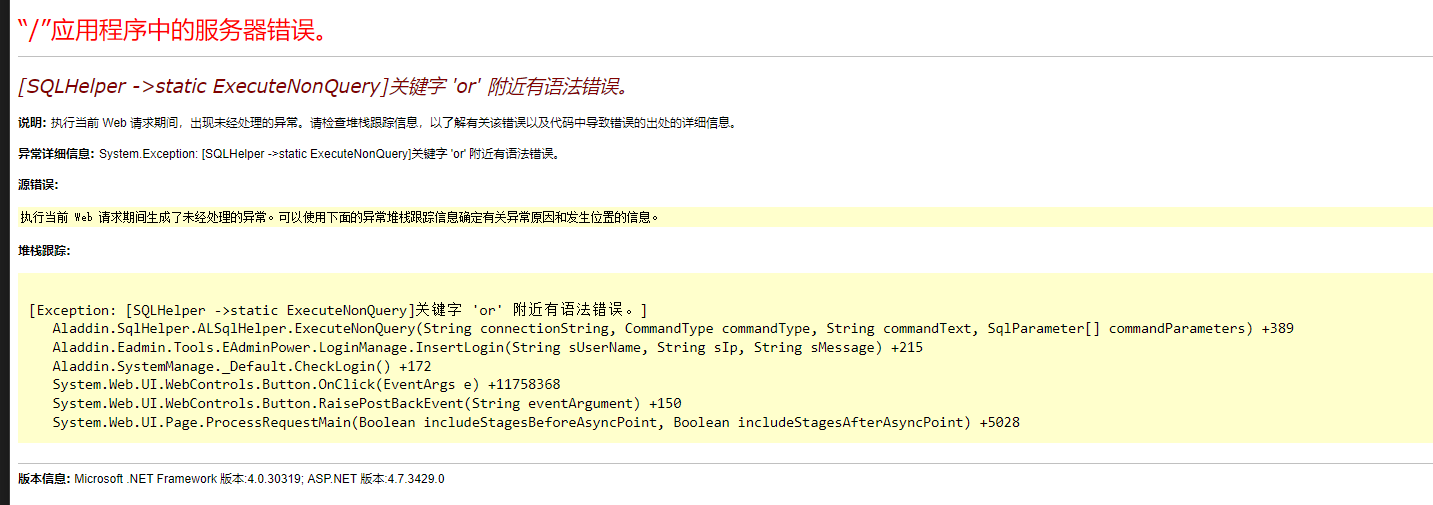 “/”应用程序中的服务器错误。
[SQLHelper ->static ExecuteNonQuery]关键字 'or' 附近有语法错误。
说明: 执行当前 Web 请求期间，出现未经处理的异常。请检查堆栈跟踪信息，以了解有关该错误以及代码中导致错误的出处的详细信息。
异常详细信息: System.Exception: [SQLHelper ->static ExecuteNonQuery]关键字 'or' 附近有语法错误。
源错误:
执行当前 Web 请求期间生成了未经处理的异常。可以使用下面的异常堆栈跟踪信息确定有关异常原因和发生位置的信息。
堆栈跟踪:
[Exception: [SQLHelper ->static ExecuteNonQuery]关键字 'or' 附近有语法错误。]
Aladdin.SqlHelper.ALSqlHelper.ExecuteNonQuery(String connectionString, CommandType commandType, String commandText, SqlParameter[] commandParameters) +389
Aladdin.Eadmin.Tools.EAdminPower.LoginManage.InsertLogin(String sUserName, String sIp, String sMessage) +215
Aladdin.SystemManage._Default.CheckLogin() +172
System.Web.UI.WebControls.Button.OnClick(EventArgs e) +11758368
System.Web.UI.WebControls.Button.RaisePostBackEvent(String eventArgument) +150
System.Web.UI.Page.ProcessRequestMain(Boolean includeStagesBeforeAsyncPoint, Boolean includeStagesAfterAsyncPoint) +5028
版本信息: Microsoft .NET Framework 版本:4.0.30319; ASP.NET 版本:4.7.3429.0